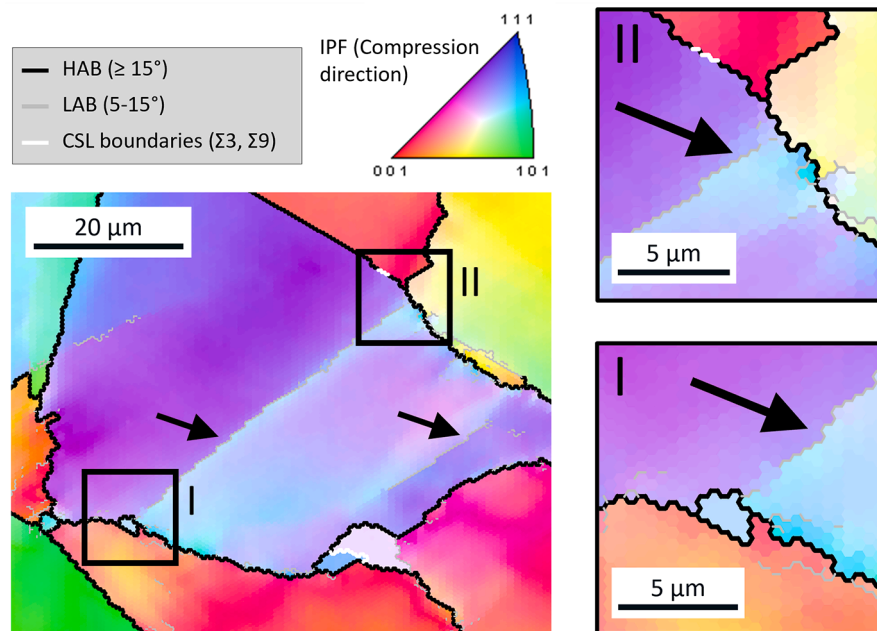 HAB (≥ 15°)
LAB (5-15°)
CSL boundaries (Σ3, Σ9)
IPF (Compression
direction)
1 1 1
0 0 1
1 0 1
20 µm
II
I
II
5 µm
I
5 µm